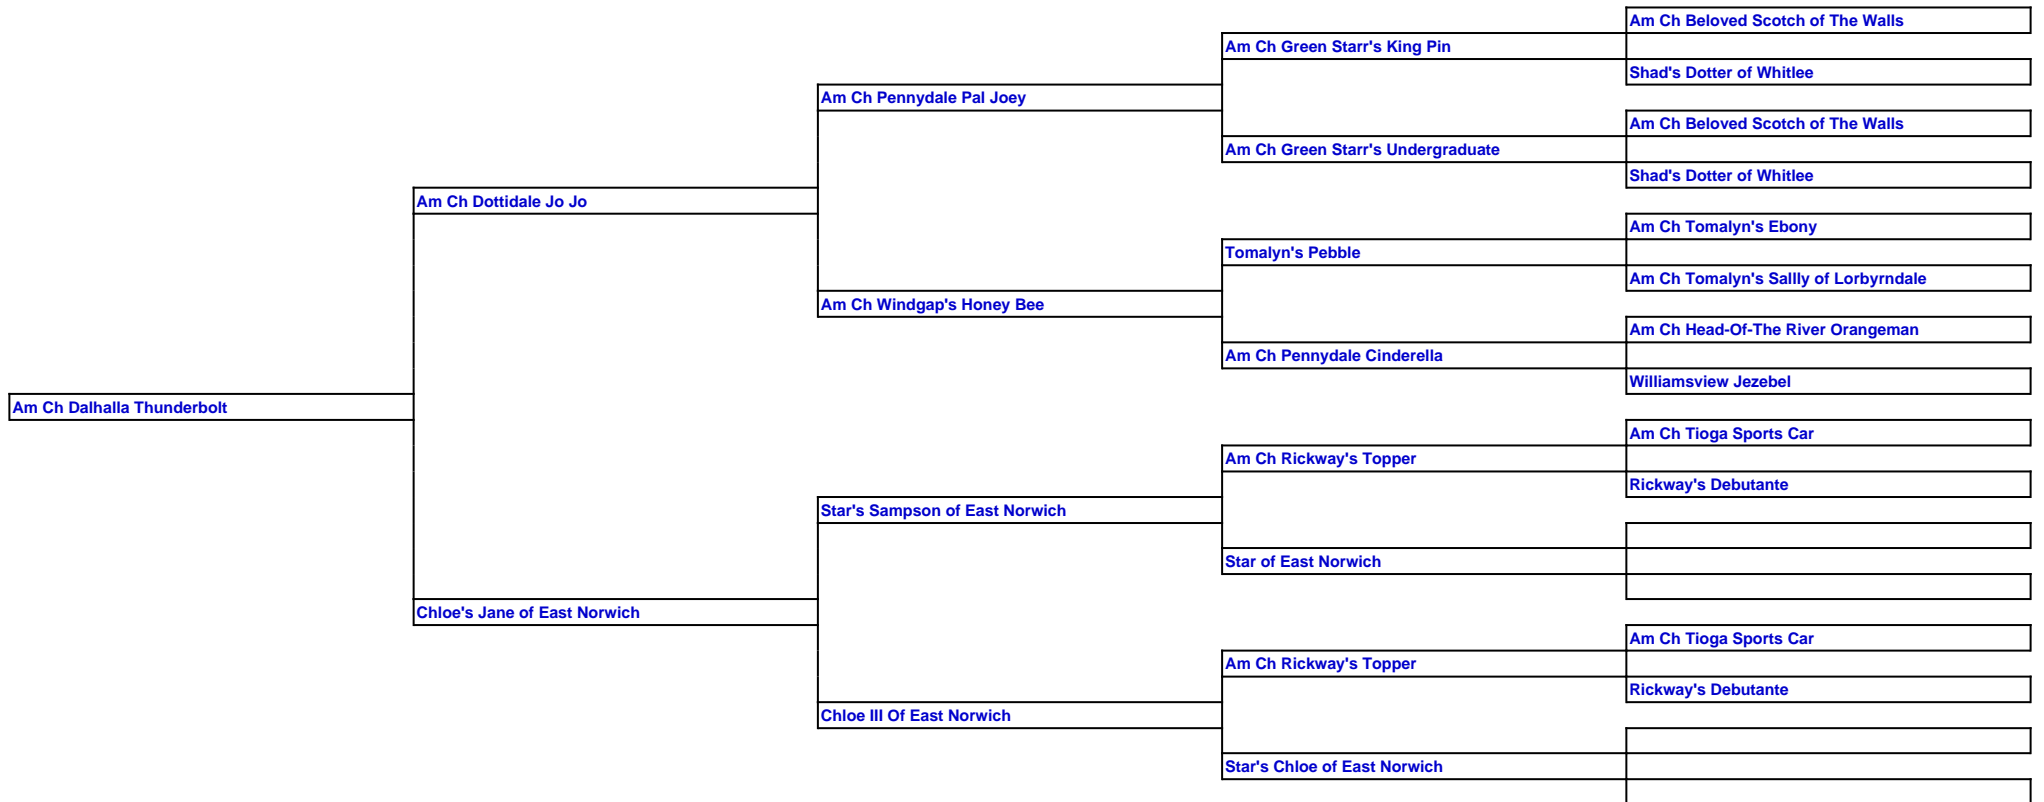 Am Ch Beloved Scotch of The Walls
Am Ch Green Starr's King Pin
Shad's Dotter of Whitlee
Am Ch Pennydale Pal Joey
Am Ch Beloved Scotch of The Walls
Am Ch Green Starr's Undergraduate
Shad's Dotter of Whitlee
Am Ch Dottidale Jo Jo
Am Ch Tomalyn's Ebony
Tomalyn's Pebble
Am Ch Tomalyn's Sallly of Lorbyrndale
Am Ch Windgap's Honey Bee
Am Ch Head-Of-The River Orangeman
Am Ch Pennydale Cinderella
Williamsview Jezebel
Am Ch Dalhalla Thunderbolt
Am Ch Tioga Sports Car
Am Ch Rickway's Topper
Rickway's Debutante
Star's Sampson of East Norwich
Star of East Norwich
Chloe's Jane of East Norwich
Am Ch Tioga Sports Car
Am Ch Rickway's Topper
Rickway's Debutante
Chloe III Of East Norwich
Star's Chloe of East Norwich